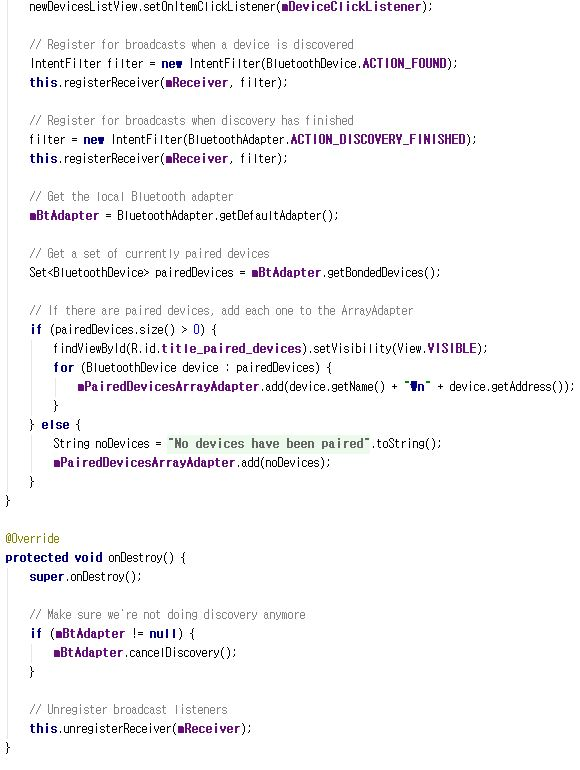 newDevicesListView.setOnItemClickListener(mDeviceClickListener);
// Register for broadcasts when a device is discovered
IntentFilter filter = new IntentFilter(BluetoothDevice.ACTION_FOUND);
this.registerReceiver(mReceiver, filter);
// Register for broadcasts when discovery has finished
filter = new IntentFilter(BluetoothAdapter.ACTION_DISCOVERY_FINISHED);
this.registerReceiver(mReceiver, filter);
// Get the local Bluetooth adapter
mBtAdapter = BluetoothAdapter.getDefaultAdapter();
// Get a set of currently paired devices
Set<BluetoothDevice> pairedDevices = mBtAdapter.getBondedDevices();
// If there are paired devices, add each one to the ArrayAdapter
if (pairedDevices.size() > 0) {
findViewById(R.id.title_paired_devices).setVisibility(View.VISIBLE);
for (BluetoothDevice device : pairedDevices) {
mPairedDevicesArrayAdapter.add(device.getName() + "₩n" + device.getAddress());
}
} else {
String noDevices = "No devices have been paired".toString();
mPairedDevicesArrayAdapter.add(noDevices);
}
}
@Override
protected void onDestroy() {
super.onDestroy();
// Make sure we're not doing discovery anymore
if (mBtAdapter != null) {
mBtAdapter.cancelDiscovery();
}
// Unregister broadcast listeners
this.unregisterReceiver(mReceiver);
}